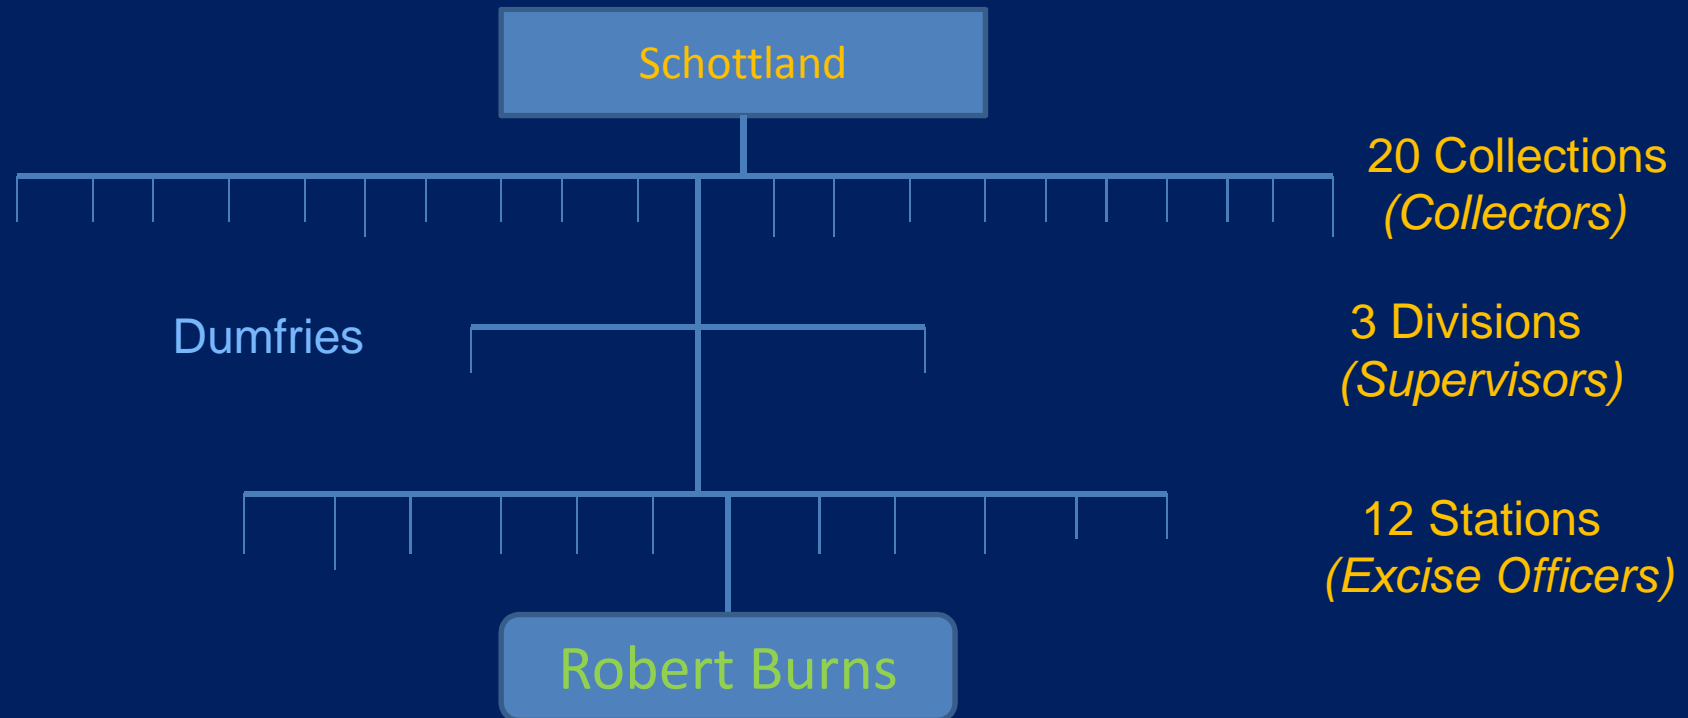 Schottland
20 Collections
(Collectors)
Dumfries
3 Divisions
(Supervisors)
12 Stations
(Excise Officers)
Robert Burns